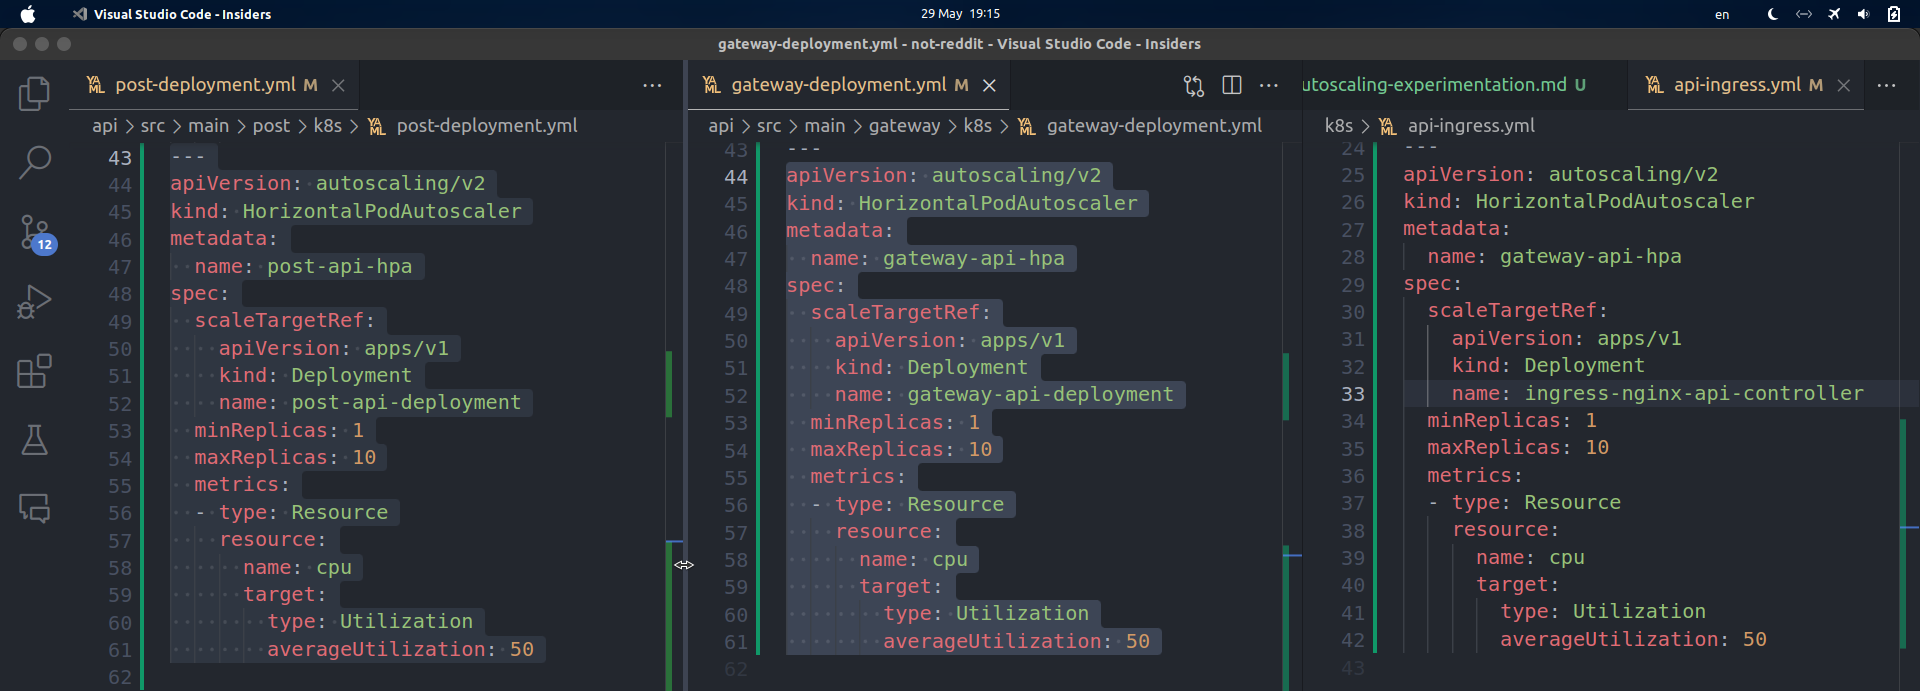 Visual Studio Code - Insiders
29 May 19:15
en
gateway-deployment.yml - not-reddit - Visual Studio Code - Insiders
12
YAML post-deployment.yml M
api > src > main > post > k8s > YAML post-deployment.yml
43 ---
44 apiVersion: autoscaling/v2
45 kind: HorizontalPodAutoscaler
46 metadata:
47 name: post-api-hpa
48 spec:
49 scaleTargetRef:
50 apiVersion: apps/v1
51 kind: Deployment
52 name: post-api-deployment
53 minReplicas: 1
54 maxReplicas: 10
55 metrics:
56 - type: Resource
57 resource:
58 name: cpu
59 target:
60 type: Utilization
61 averageUtilization: 50
62
YAML gateway-deployment.yml M
api > src > main > gateway > k8s > YAML gateway-deployment.yml
43 ---
44 apiVersion: autoscaling/v2
45 kind: HorizontalPodAutoscaler
46 metadata:
47 name: gateway-api-hpa
48 spec:
49 scaleTargetRef:
50 apiVersion: apps/v1
51 kind: Deployment
52 name: gateway-api-deployment
53 minReplicas: 1
54 maxReplicas: 10
55 metrics:
56 - type: Resource
57 resource:
58 name: cpu
59 target:
60 type: Utilization
61 averageUtilization: 50
62
utoscaling-experimentation.md U
YAML api-ingress.yml M
k8s > YAML api-ingress.yml
24 ---
25 apiVersion: autoscaling/v2
26 kind: HorizontalPodAutoscaler
27 metadata:
28 name: gateway-api-hpa
29 spec:
30 scaleTargetRef:
31 apiVersion: apps/v1
32 kind: Deployment
33 name: ingress-nginx-api-controller
34 minReplicas: 1
35 maxReplicas: 10
36 metrics:
37 - type: Resource
38 resource:
39 name: cpu
40 target:
41 type: Utilization
42 averageUtilization: 50
43